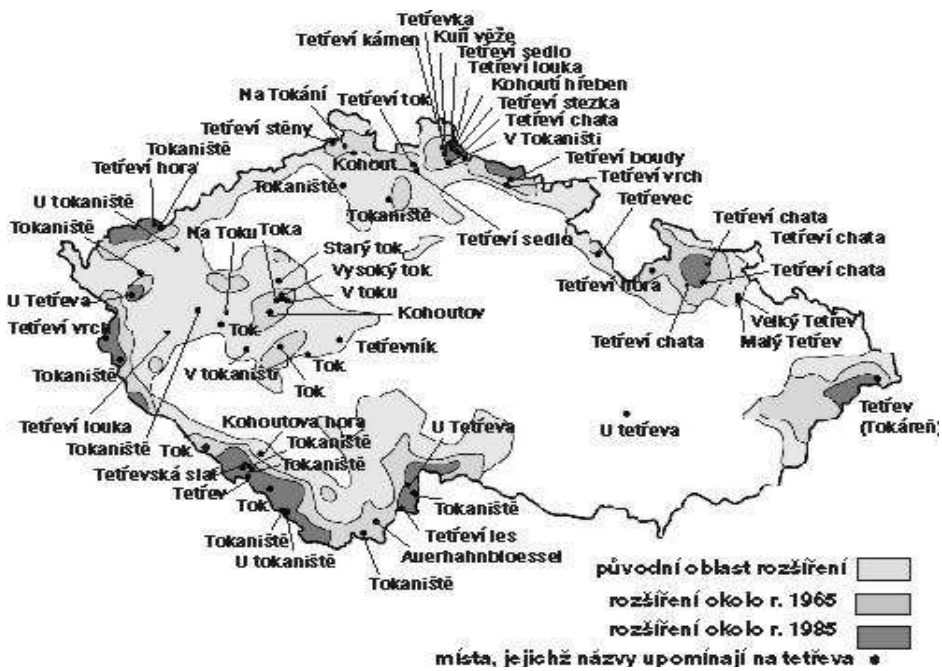 Tetřevka
Kuří věže
Tetřeví kámen
Tetřeví sedlo
Tetřeví louka
Kohoutí hřeben
Tetřeví stezka
Tetřeví chata
V Tokaništi
Na Tokání
Tetřeví tok
Tetřeví stěny
Kohout
Tetřeví boudy
Tokaniště
Tetřeví hora
Tokaniště
Tetřeví vrch
U tokaniště
Tokaniště
Tetřevec
Tokaniště
Na Toku
Toka
Starý tok
Tetřeví sedlo
Tetřeví chata
Tetřeví chata
Vysoký tok
Tetřeví hora
Tetřeví chata
U Tetřeva
V toku
Kohoutov
Velký Tetřev
Tetřeví vrch
Tok
Tetřeví chata
Malý Tetřev
Tetřevník
Tokaniště
V tokaništi
Tok
Tok
Tetřeví louka
Kohoutova hora
U Tetřeva
U tetřeva
Tetřev
(Tokáreň)
Tokaniště
Tok
Tokaniště
Tetřevská slať
Tokaniště
Tetřev
Tok
Tokaniště
Tokaniště
Tetřeví les
U tokaniště
Auerhahnbloessel
Tokaniště
původní oblast rozšíření
rozšíření okolo r. 1965
rozšíření okolo r. 1985
místa, jejichž názvy upomínají na tetřeva